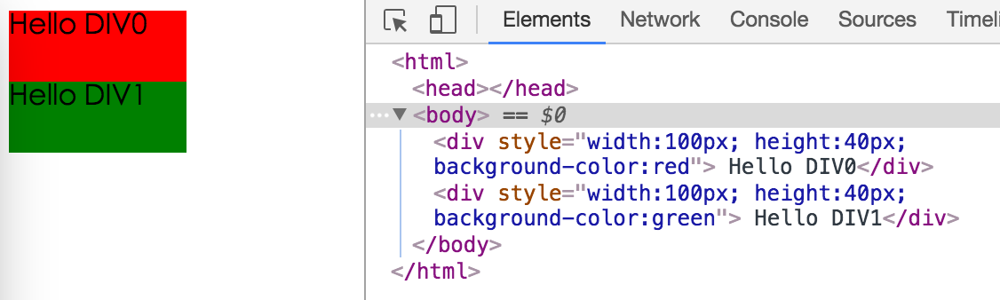 Hello DIV0
Hello DIV1
Elements Network Console Sources Timeli
<html>
<head></head>
<body> == $0
<div style="width:100px; height:40px;
background-color:red"> Hello DIV0</div>
<div style="width:100px; height:40px;
background-color:green"> Hello DIV1</div>
</body>
</html>